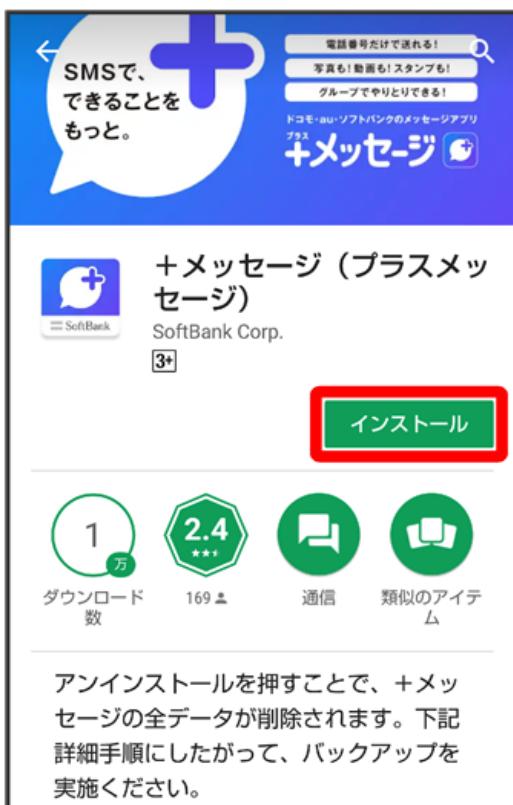 SMSで、
できることを
もっと。
電話番号だけで送れる!
写真も!動画も!スタンプも!
グループでやりとりできる!
ドコモ・au・ソフトバンクのメッセージアプリ
プラス
+メッセージ
+メッセージ(プラスメッ
セージ)
SoftBank
SoftBank Corp.
3+
インストール
1
万
ダウンロード
数
2.4
169
通信
類似のアイテ
ム
アンインストールを押すことで、+メッ
セージの全データが削除されます。下記
詳細手順にしたがって、バックアップを
実施ください。